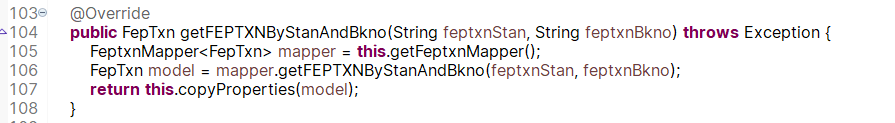 103 @Override
104 public FepTxn getFEPTXNByStanAndBkno(String feptxnStan, String feptxnBkno) throws Exception {
105 FeptxnMapper<FepTxn> mapper = this.getFeptxnMapper();
106 FepTxn model = mapper.getFEPTXNByStanAndBkno(feptxnStan, feptxnBkno);
107 return this.copyProperties(model);
108 }